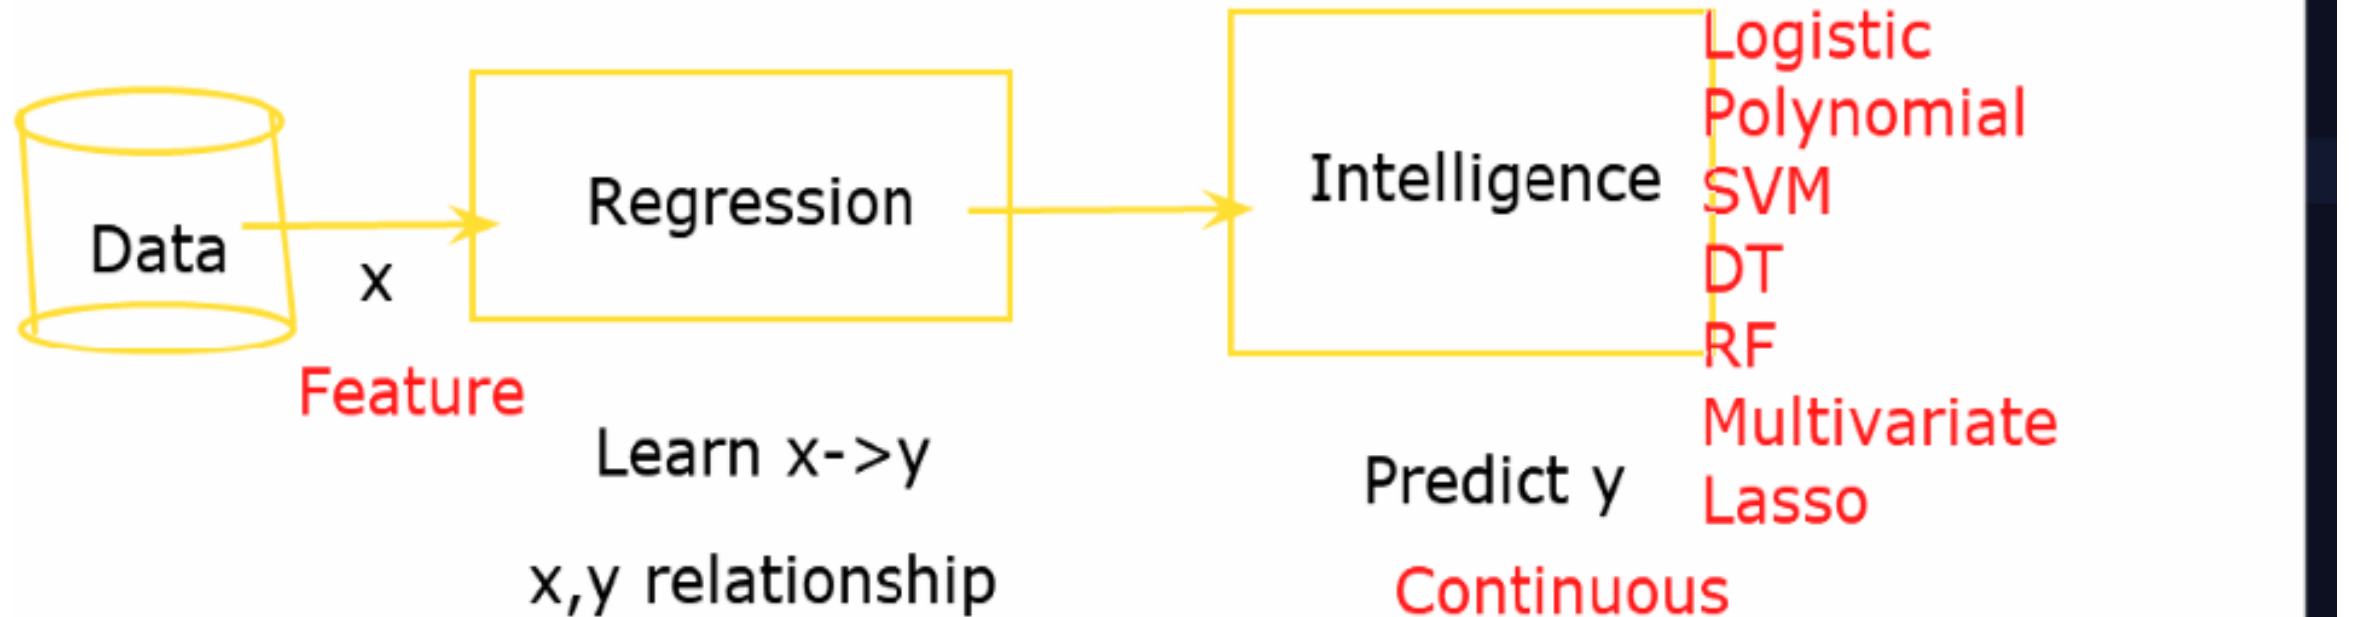 Data
x
Feature
Regression
Learn x->y
x,y relationship
Intelligence
Predict y
Continuous
Logistic
Polynomial
SVM
DT
RF
Multivariate
Lasso